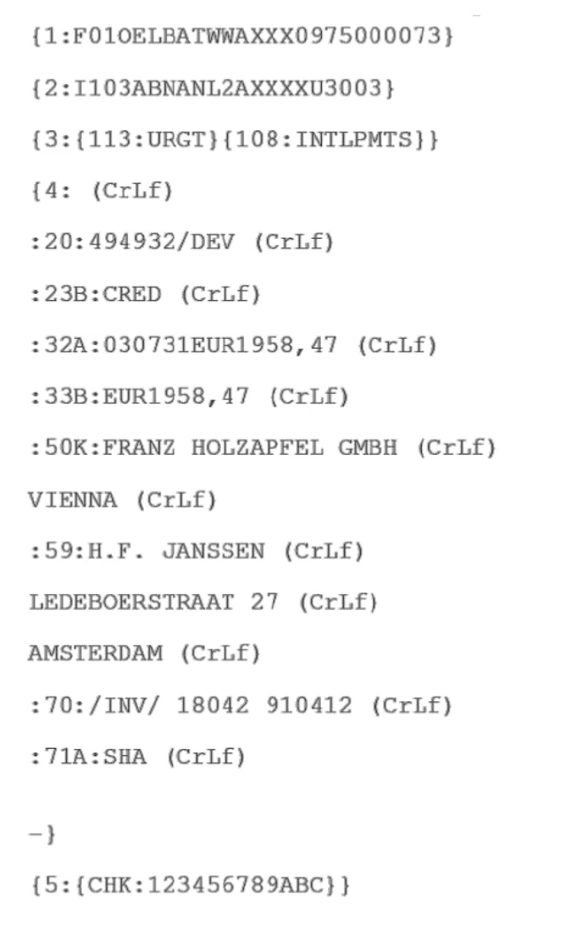 {1:F01OELBATWWAXXX0975000073}
{2:I103ABNANL2AXXXXU3003}
{3:{113:URGT}{108:INTLPMTS}}
{4: (CrLf)
:20:494932/DEV (CrLf)
:23B:CRED (CrLf)
:32A:030731EUR1958,47 (CrLf)
:33B:EUR1958,47 (CrLf)
:50K:FRANZ HOLZAPFEL GMBH (CrLf)
VIENNA (CrLf)
:59:H.F. JANSSEN (CrLf)
LEDEBOERSTRAAT 27 (CrLf)
AMSTERDAM (CrLf)
:70:/INV/ 18042 910412 (CrLf)
:71A:SHA (CrLf)
–}
{5:{CHK:123456789ABC}}